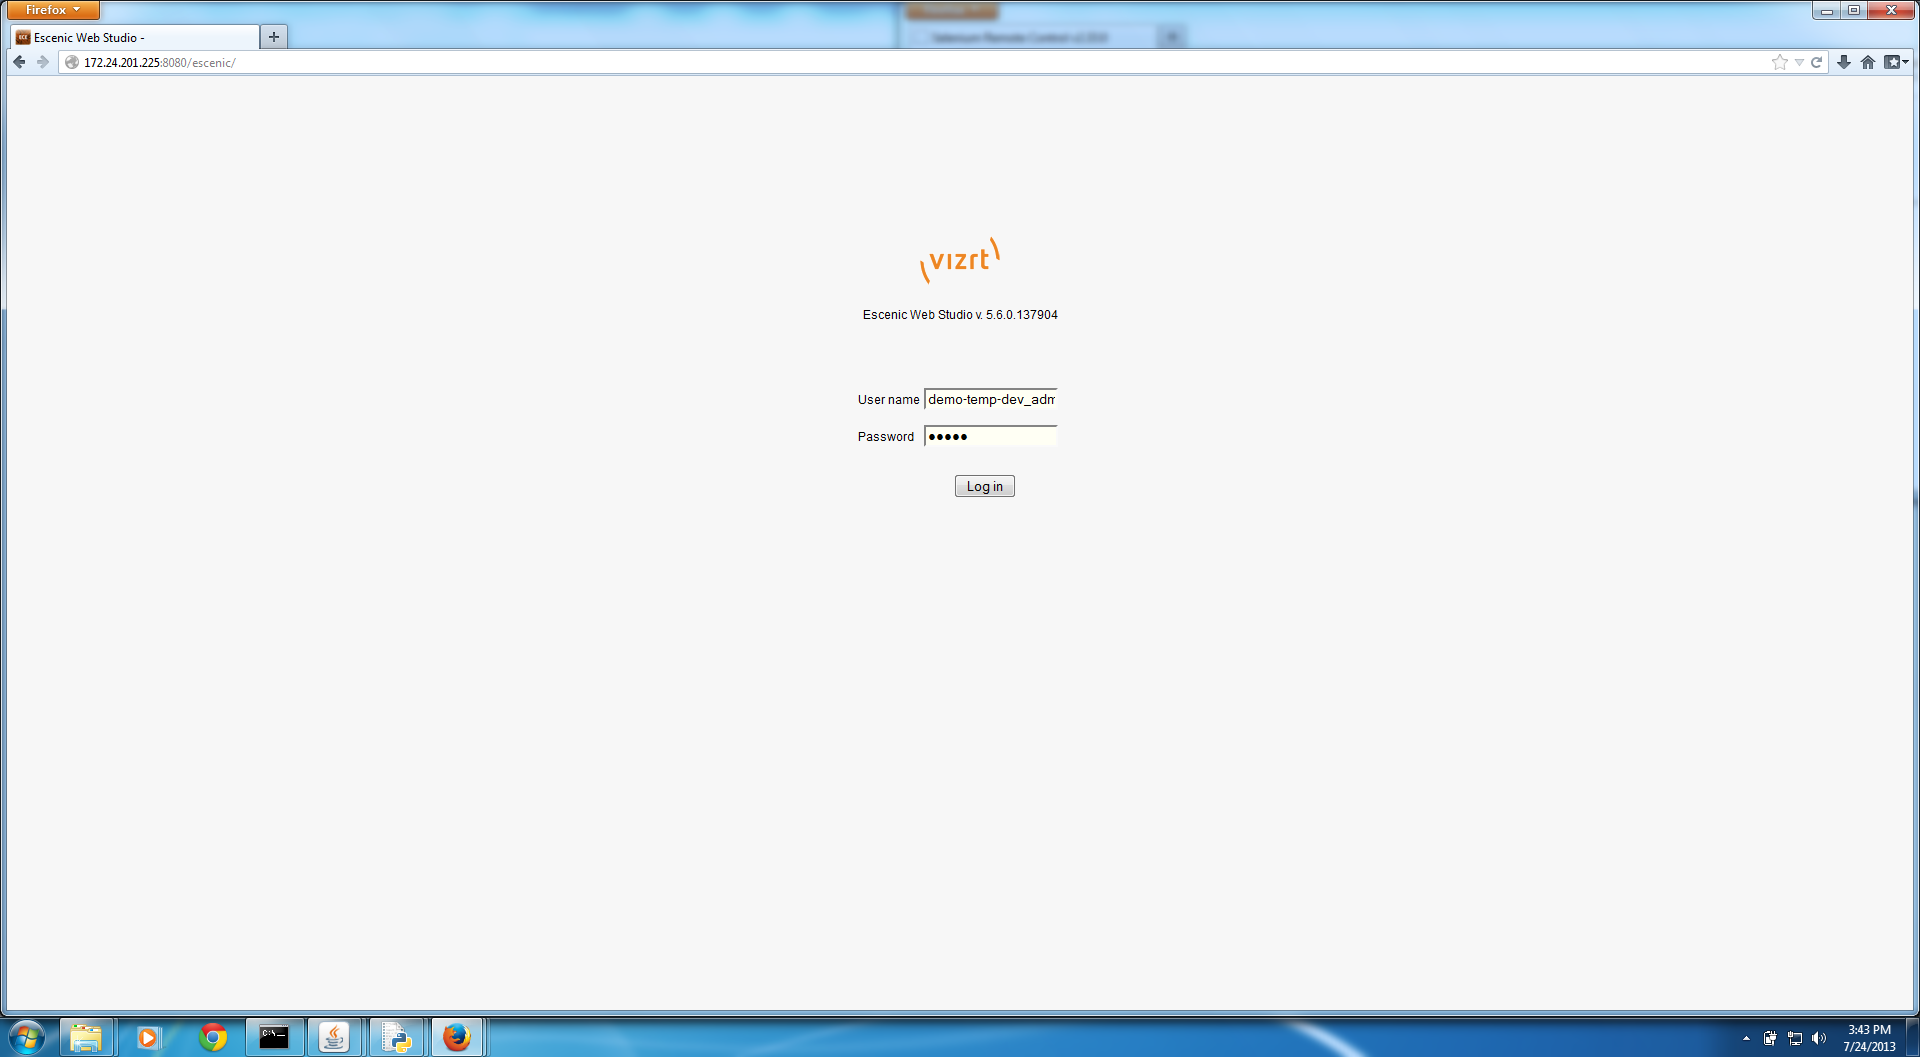 Firefox
Escenic Web Studio -
172.24.201.225:8080/escenic/
vizrt
Escenic Web Studio v. 5.6.0.137904
User name demo-temp-dev_adm
Password •••••
Log in
C:\._
3:43 PM
7/24/2013